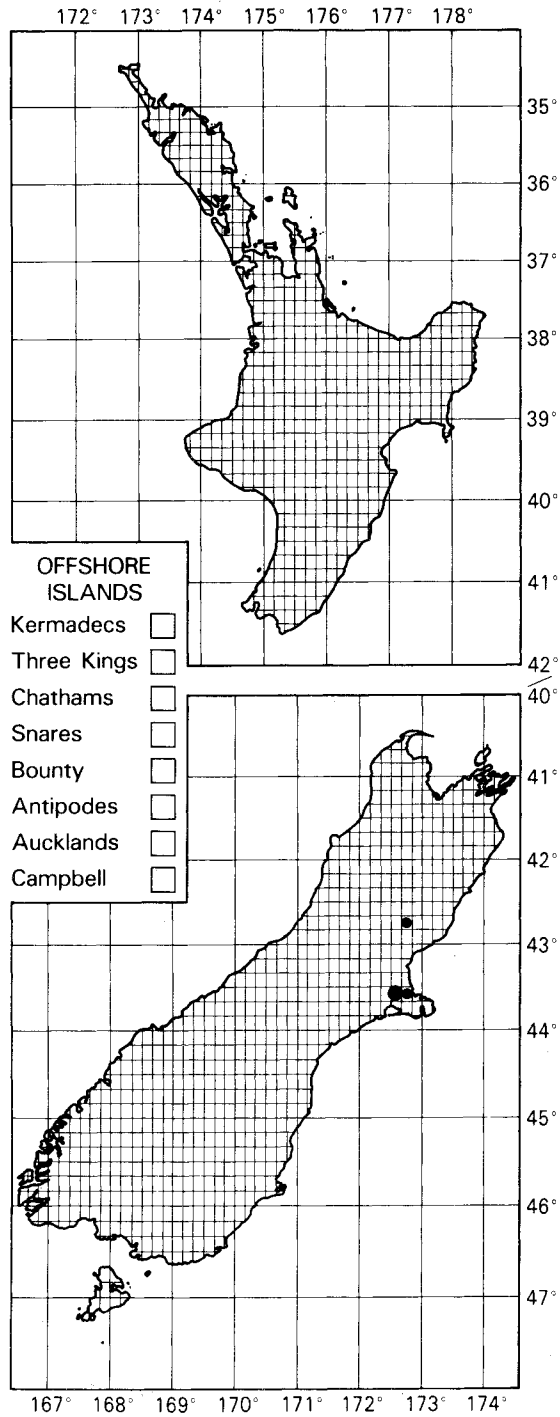 172° 173° 174° 175° 176° 177° 178°
35°
36°
37°
38°
39°
40°
41°
42°
OFFSHORE
ISLANDS
Kermadecs
Three Kings
Chathams
Snares
Bounty
Antipodes
Aucklands
Campbell
40°
41°
42°
43°
44°
45°
46°
47°
167° 168° 169° 170° 171° 172° 173° 174°